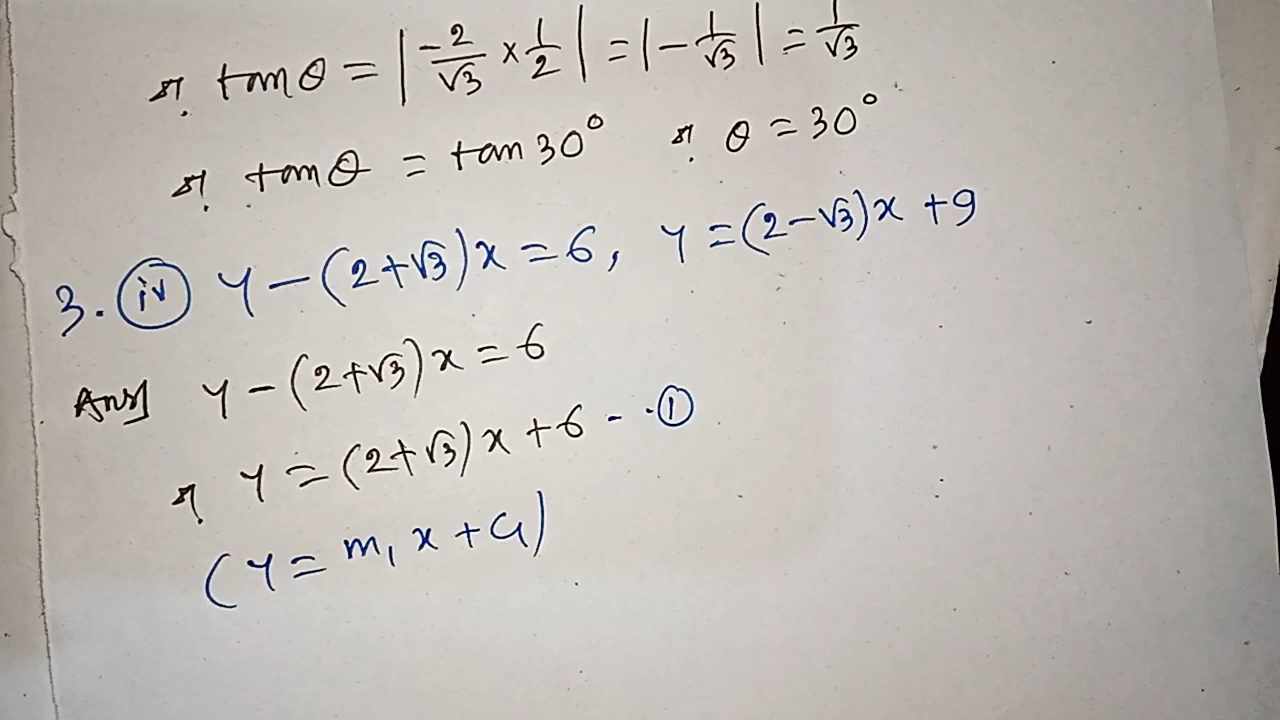 বা, tanθ = |-2/√3 × 1/2| = |-1/√3| = 1/√3
বা, tanθ = tan 30° বা, θ = 30°
3. (iv) y - (2+√3)x = 6, y = (2-√3)x + 9
Ans] y - (2+√3)x = 6
বা, y = (2+√3)x + 6 - - ①
(y = m₁x + c₁)